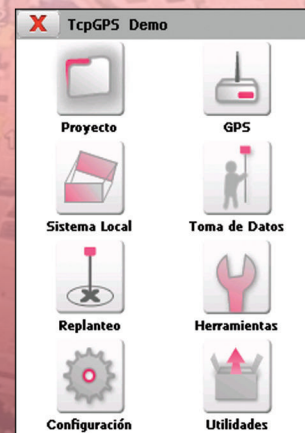 TcpGPS Demo
Proyecto GPS
Sistema Local Toma de Datos
Replanteo Herramientas
Configuración Utilidades